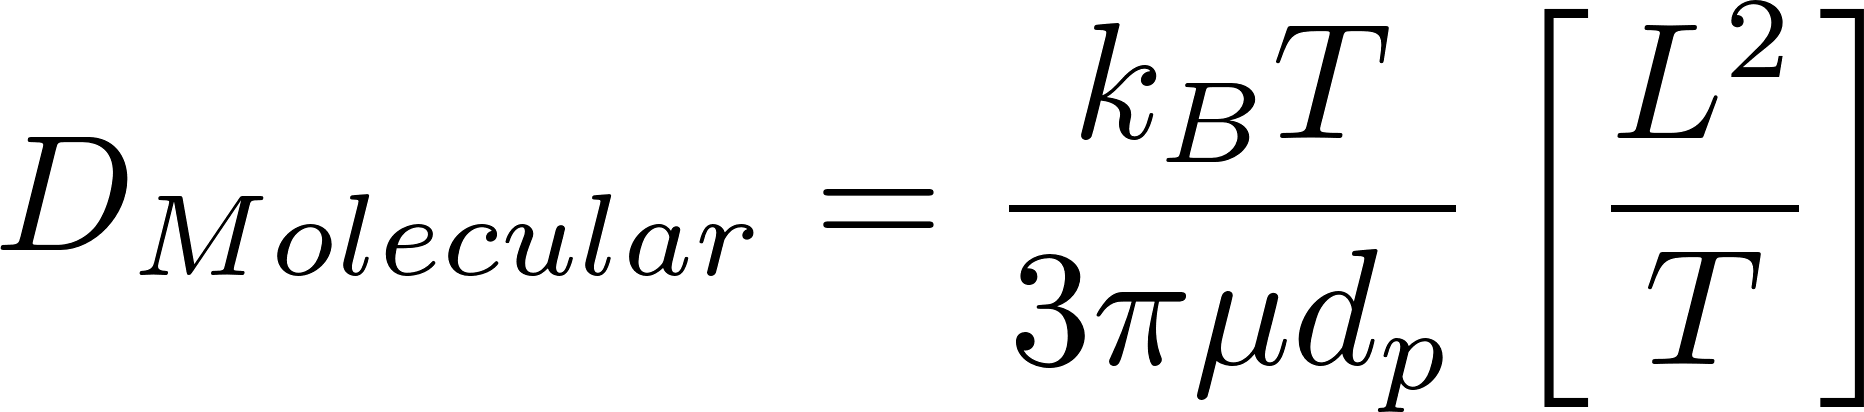 D_{Molecular} = \frac{k_B T}{3 \pi \mu d_p} \left[ \frac{L^2}{T} \right]